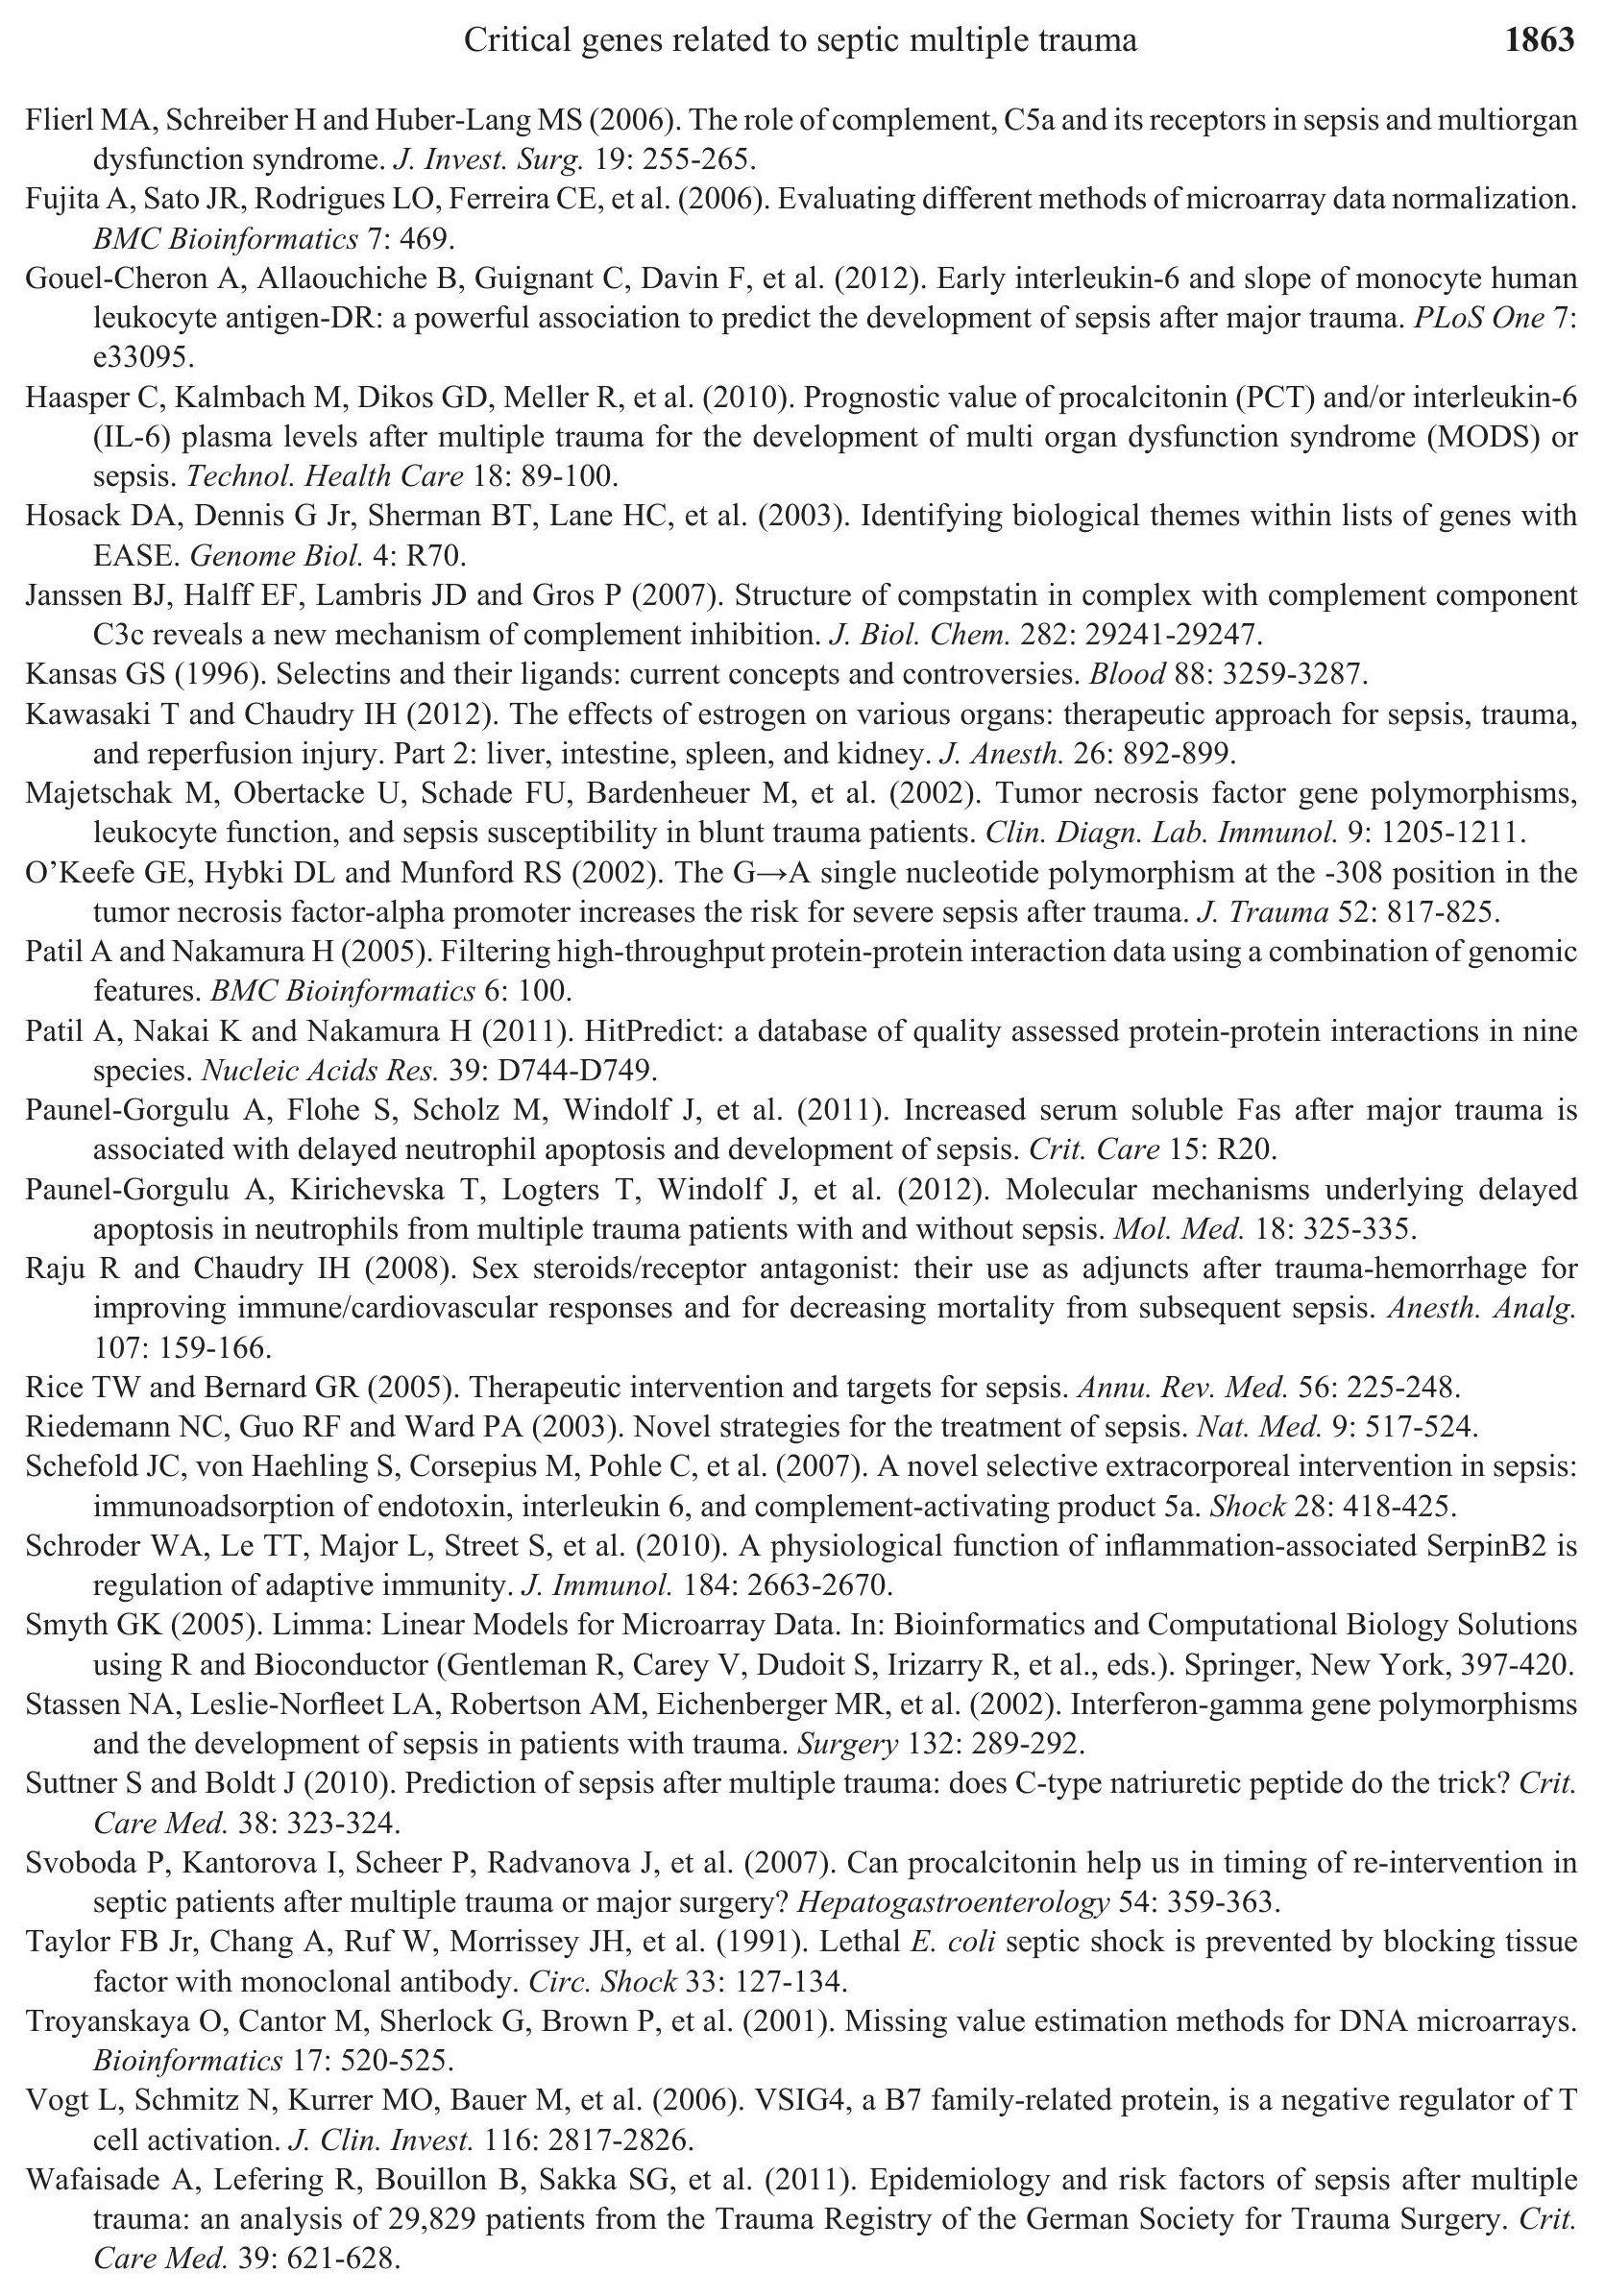 Critical genes related to septic multiple trauma 1863
Flierl MA, Schreiber H and Huber-Lang MS (2006). The role of complement, C5a and its receptors in sepsis and multiorgan
dysfunction syndrome. J. Invest. Surg. 19: 255-265.
Fujita A, Sato JR, Rodrigues LO, Ferreira CE, et al. (2006). Evaluating different methods of microarray data normalization.
BMC Bioinformatics 7: 469.
Gouel-Cheron A, Allaouchiche B, Guignant C, Davin F, et al. (2012). Early interleukin-6 and slope of monocyte human
leukocyte antigen-DR: a powerful association to predict the development of sepsis after major trauma. PLoS One 7:
e33095.
Haasper C, Kalmbach M, Dikos GD, Meller R, et al. (2010). Prognostic value of procalcitonin (PCT) and/or interleukin-6
(IL-6) plasma levels after multiple trauma for the development of multi organ dysfunction syndrome (MODS) or
sepsis. Technol. Health Care 18: 89-100.
Hosack DA, Dennis G Jr, Sherman BT, Lane HC, et al. (2003). Identifying biological themes within lists of genes with
EASE. Genome Biol. 4: R70.
Janssen BJ, Halff EF, Lambris JD and Gros P (2007). Structure of compstatin in complex with complement component
C3c reveals a new mechanism of complement inhibition. J. Biol. Chem. 282: 29241-29247.
Kansas GS (1996). Selectins and their ligands: current concepts and controversies. Blood 88: 3259-3287.
Kawasaki T and Chaudry IH (2012). The effects of estrogen on various organs: therapeutic approach for sepsis, trauma,
and reperfusion injury. Part 2: liver, intestine, spleen, and kidney. J. Anesth. 26: 892-899.
Majetschak M, Obertacke U, Schade FU, Bardenheuer M, et al. (2002). Tumor necrosis factor gene polymorphisms,
leukocyte function, and sepsis susceptibility in blunt trauma patients. Clin. Diagn. Lab. Immunol. 9: 1205-1211.
O’Keefe GE, Hybki DL and Munford RS (2002). The G→A single nucleotide polymorphism at the -308 position in the
tumor necrosis factor-alpha promoter increases the risk for severe sepsis after trauma. J. Trauma 52: 817-825.
Patil A and Nakamura H (2005). Filtering high-throughput protein-protein interaction data using a combination of genomic
features. BMC Bioinformatics 6: 100.
Patil A, Nakai K and Nakamura H (2011). HitPredict: a database of quality assessed protein-protein interactions in nine
species. Nucleic Acids Res. 39: D744-D749.
Paunel-Gorgulu A, Flohe S, Scholz M, Windolf J, et al. (2011). Increased serum soluble Fas after major trauma is
associated with delayed neutrophil apoptosis and development of sepsis. Crit. Care 15: R20.
Paunel-Gorgulu A, Kirichevska T, Logters T, Windolf J, et al. (2012). Molecular mechanisms underlying delayed
apoptosis in neutrophils from multiple trauma patients with and without sepsis. Mol. Med. 18: 325-335.
Raju R and Chaudry IH (2008). Sex steroids/receptor antagonist: their use as adjuncts after trauma-hemorrhage for
improving immune/cardiovascular responses and for decreasing mortality from subsequent sepsis. Anesth. Analg.
107: 159-166.
Rice TW and Bernard GR (2005). Therapeutic intervention and targets for sepsis. Annu. Rev. Med. 56: 225-248.
Riedemann NC, Guo RF and Ward PA (2003). Novel strategies for the treatment of sepsis. Nat. Med. 9: 517-524.
Schefold JC, von Haehling S, Corsepius M, Pohle C, et al. (2007). A novel selective extracorporeal intervention in sepsis:
immunoadsorption of endotoxin, interleukin 6, and complement-activating product 5a. Shock 28: 418-425.
Schroder WA, Le TT, Major L, Street S, et al. (2010). A physiological function of inflammation-associated SerpinB2 is
regulation of adaptive immunity. J. Immunol. 184: 2663-2670.
Smyth GK (2005). Limma: Linear Models for Microarray Data. In: Bioinformatics and Computational Biology Solutions
using R and Bioconductor (Gentleman R, Carey V, Dudoit S, Irizarry R, et al., eds.). Springer, New York, 397-420.
Stassen NA, Leslie-Norfleet LA, Robertson AM, Eichenberger MR, et al. (2002). Interferon-gamma gene polymorphisms
and the development of sepsis in patients with trauma. Surgery 132: 289-292.
Suttner S and Boldt J (2010). Prediction of sepsis after multiple trauma: does C-type natriuretic peptide do the trick? Crit.
Care Med. 38: 323-324.
Svoboda P, Kantorova I, Scheer P, Radvanova J, et al. (2007). Can procalcitonin help us in timing of re-intervention in
septic patients after multiple trauma or major surgery? Hepatogastroenterology 54: 359-363.
Taylor FB Jr, Chang A, Ruf W, Morrissey JH, et al. (1991). Lethal E. coli septic shock is prevented by blocking tissue
factor with monoclonal antibody. Circ. Shock 33: 127-134.
Troyanskaya O, Cantor M, Sherlock G, Brown P, et al. (2001). Missing value estimation methods for DNA microarrays.
Bioinformatics 17: 520-525.
Vogt L, Schmitz N, Kurrer MO, Bauer M, et al. (2006). VSIG4, a B7 family-related protein, is a negative regulator of T
cell activation. J. Clin. Invest. 116: 2817-2826.
Wafaisade A, Lefering R, Bouillon B, Sakka SG, et al. (2011). Epidemiology and risk factors of sepsis after multiple
trauma: an analysis of 29,829 patients from the Trauma Registry of the German Society for Trauma Surgery. Crit.
Care Med. 39: 621-628.